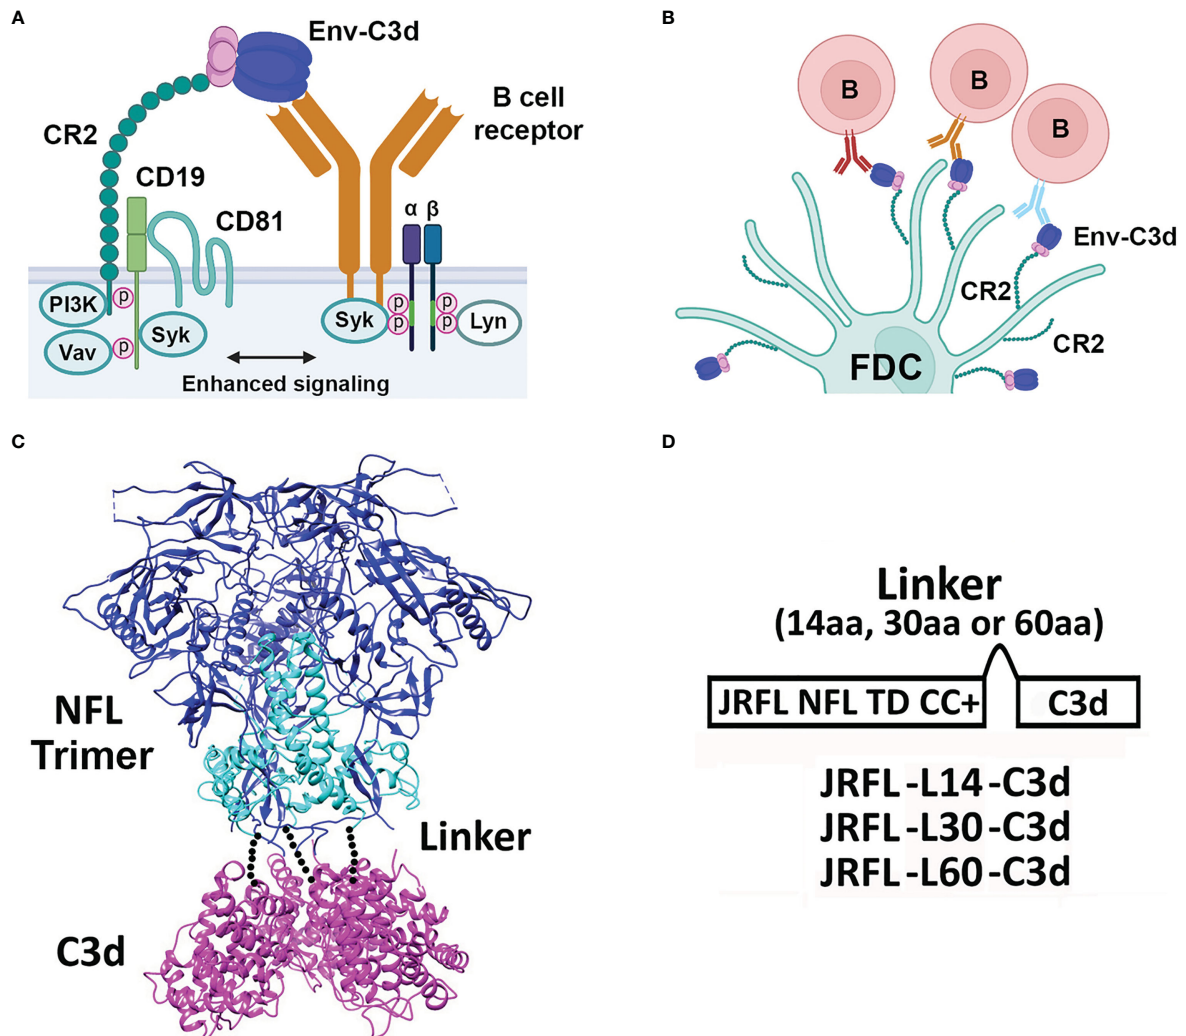 A
Env-C3d
CR2
B cell
receptor
CD19
CD81
α β
PI3K
p
Syk
Vav
p
Syk
p
p
p
p
Lyn
Enhanced signaling
B
B
B
B
Env-C3d
CR2
CR2
FDC
C
NFL
Trimer
Linker
C3d
D
Linker
(14aa, 30aa or 60aa)
JRFL NFL TD CC+
C3d
JRFL-L14-C3d
JRFL-L30-C3d
JRFL-L60-C3d